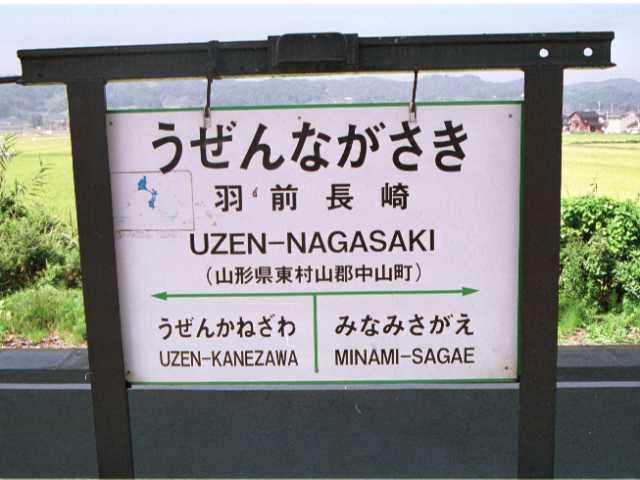 うぜんながさき
羽前長崎
UZEN-NAGASAKI
(山形県東村山郡中山町)
うぜんかねざわ
みなみさがえ
UZEN-KANEZAWA
MINAMI-SAGAE